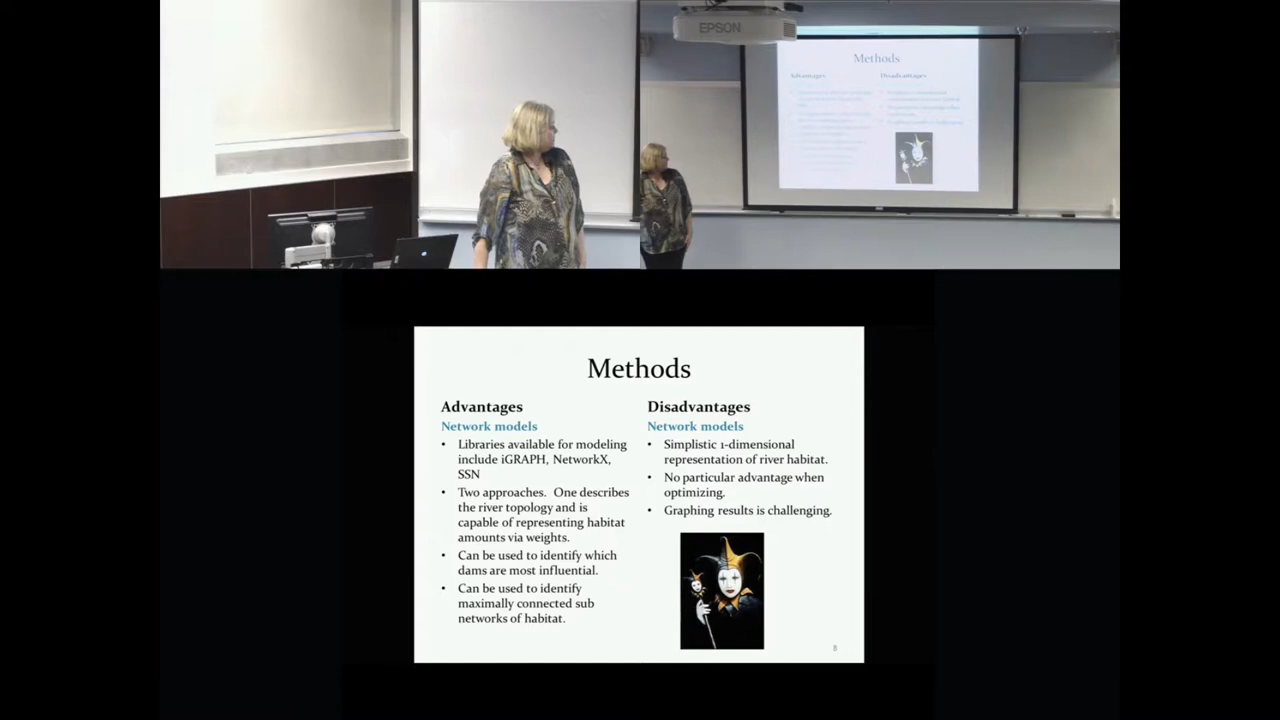 EPSON
Methods
Advantages
Disadvantages
Methods
Advantages
Network models
• Libraries available for modeling
include iGRAPH, NetworkX,
SSN
• Two approaches. One describes
the river topology and is
capable of representing habitat
amounts via weights.
• Can be used to identify which
dams are most influential.
• Can be used to identify
maximally connected sub
networks of habitat.
Disadvantages
Network models
• Simplistic 1-dimensional
representation of river habitat.
• No particular advantage when
optimizing.
• Graphing results is challenging.
8